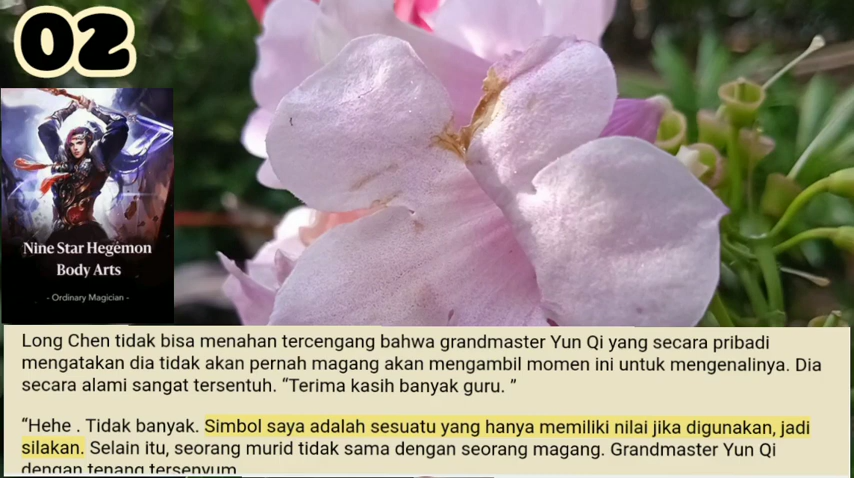 02
Nine Star Hegemon
Body Arts
- Ordinary Magician -
Long Chen tidak bisa menahan tercengang bahwa grandmaster Yun Qi yang secara pribadi
mengatakan dia tidak akan pernah magang akan mengambil momen ini untuk mengenalinya. Dia
secara alami sangat tersentuh. “Terima kasih banyak guru. ”
“Hehe . Tidak banyak. Simbol saya adalah sesuatu yang hanya memiliki nilai jika digunakan, jadi
silakan. Selain itu, seorang murid tidak sama dengan seorang magang. Grandmaster Yun Qi
dengan tenang tersenyum